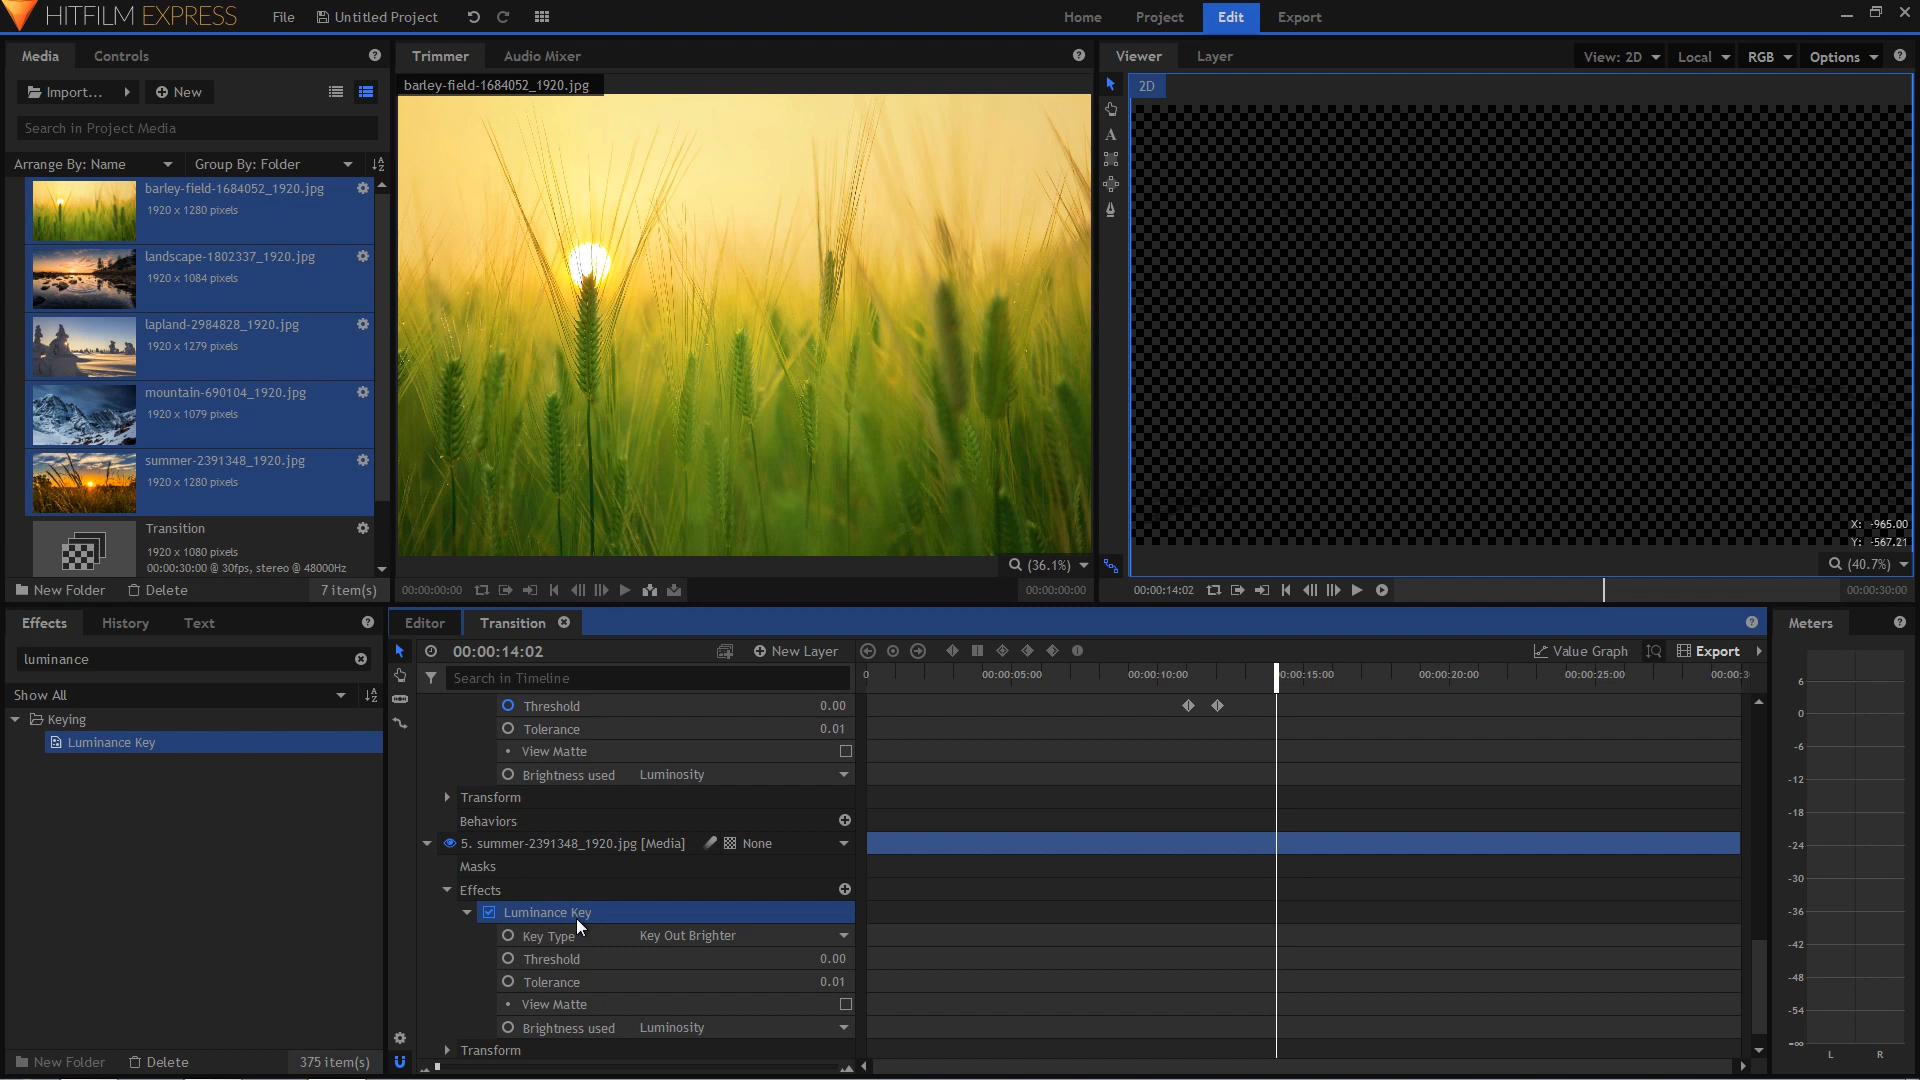 HITFILM EXPRESS
File
Untitled Project
Home
Project
Edit
Export
Media
Controls
Import...
New
Search in Project Media
Arrange By: Name
Group By: Folder
barley-field-1684052_1920.jpg
1920 x 1280 pixels
landscape-1802337_1920.jpg
1920 x 1084 pixels
lapland-2984828_1920.jpg
1920 x 1279 pixels
mountain-690104_1920.jpg
1920 x 1079 pixels
summer-2391348_1920.jpg
1920 x 1280 pixels
Transition
1920 x 1080 pixels
00:00:30:00 @ 30fps, stereo @ 48000Hz
New Folder
Delete
7 item(s)
Trimmer
Audio Mixer
barley-field-1684052_1920.jpg
(36.1%)
00:00:00:00
00:00:00:00
Viewer
Layer
View: 2D
Local
RGB
Options
2D
A
X: -965.00
Y: -567.21
(40.7%)
00:00:14:02
00:00:30:00
Effects
History
Text
luminance
Show All
Keying
Luminance Key
New Folder
Delete
375 item(s)
Editor
Transition
00:00:14:02
New Layer
Value Graph
Export
Search in Timeline
0
00:00:05:00
00:00:10:00
00:00:15:00
00:00:20:00
00:00:25:00
00:00:3
Threshold 0.00
Tolerance 0.01
View Matte
Brightness used Luminosity
Transform
Behaviors
5. summer-2391348_1920.jpg [Media] None
Masks
Effects
Luminance Key
Key Type Key Out Brighter
Threshold 0.00
Tolerance 0.01
View Matte
Brightness used Luminosity
Transform
Meters
6
0
-6
-12
-18
-24
-30
-36
-42
-48
-54
-∞
L R